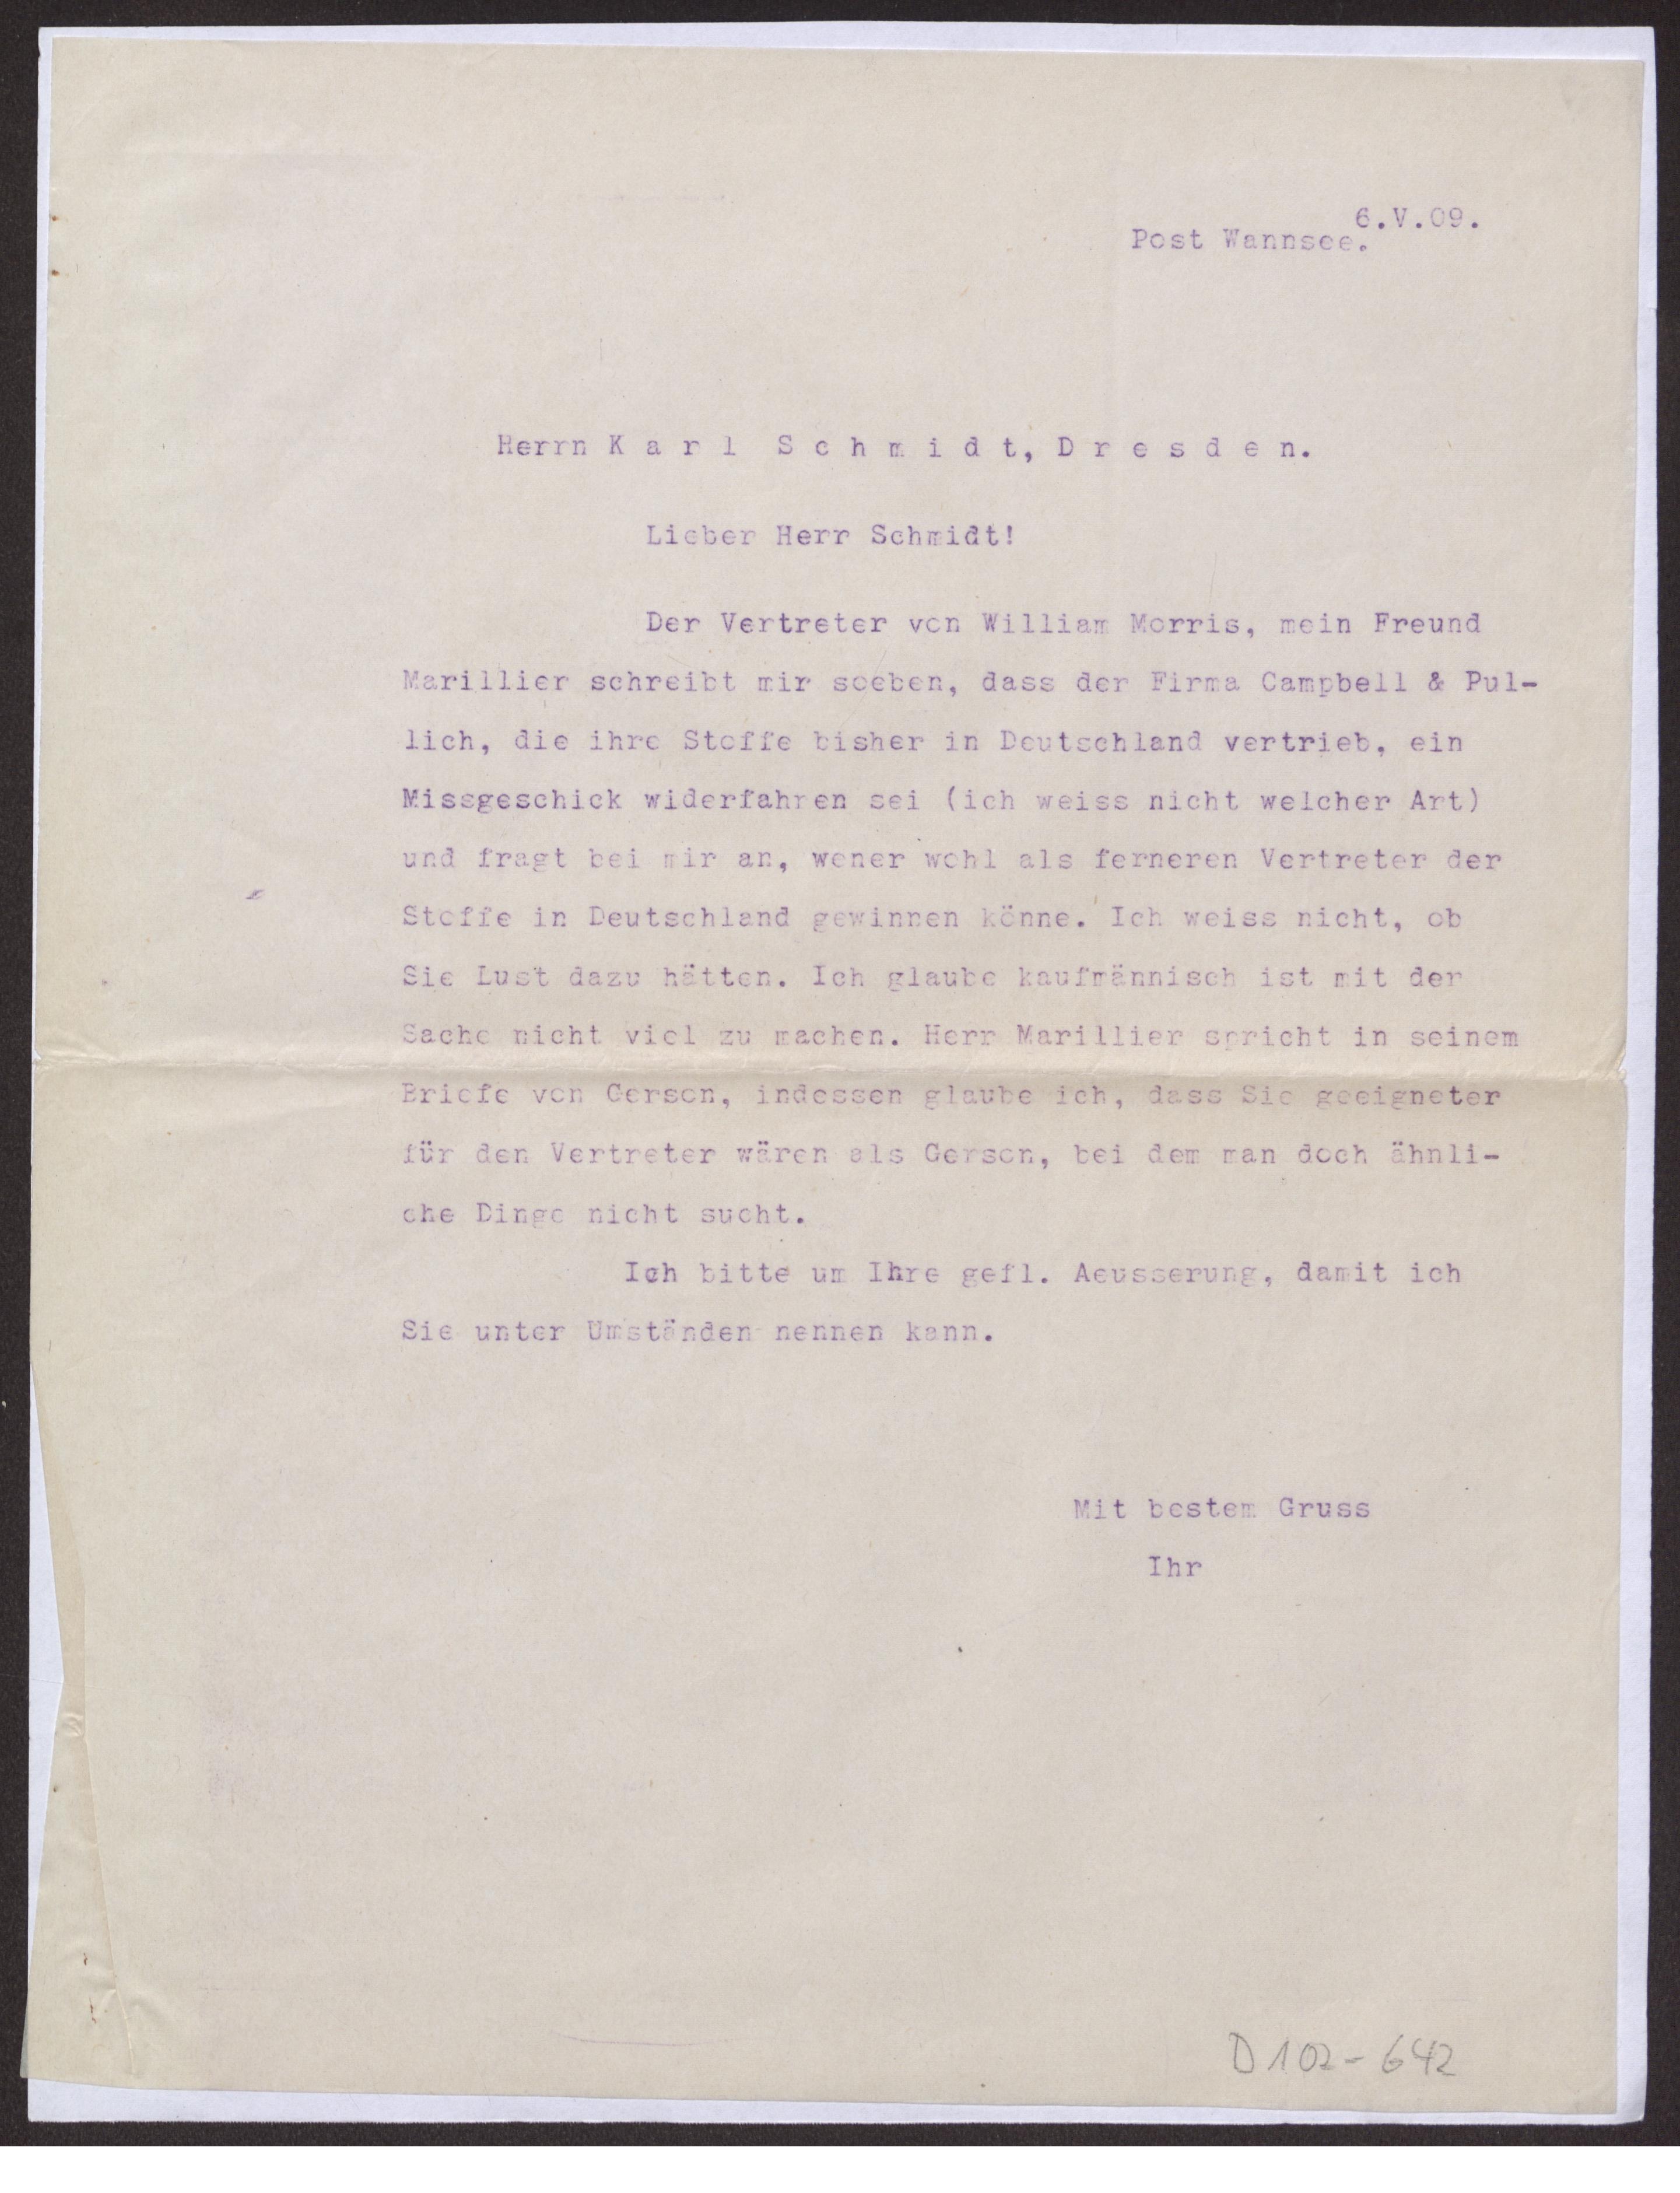 6.V.09.
Post Wannsee.
Herrn K a r l  S c h m i d t, D r e s d e n.
Lieber Herr Schmidt!
Der Vertreter von William Morris, mein Freund
Marillier schreibt mir soeben, dass der Firma Campbell & Pul-
lich, die ihre Stoffe bisher in Deutschland vertrieb, ein
Missgeschick widerfahren sei (ich weiss nicht welcher Art)
und fragt bei mir an, wener wohl als ferneren Vertreter der
Stoffe in Deutschland gewinnen könne. Ich weiss nicht, ob
Sie Lust dazu hätten. Ich glaube kaufmännisch ist mit der
Sache nicht viel zu machen. Herr Marillier spricht in seinem
Briefe von Gerson, indessen glaube ich, dass Sie geeigneter
für den Vertreter wären als Gerson, bei dem man doch ähnli-
che Dinge nicht sucht.
Ich bitte um Ihre gefl. Aeusserung, damit ich
Sie unter Umständen nennen kann.
Mit bestem Gruss
Ihr
D 102-642